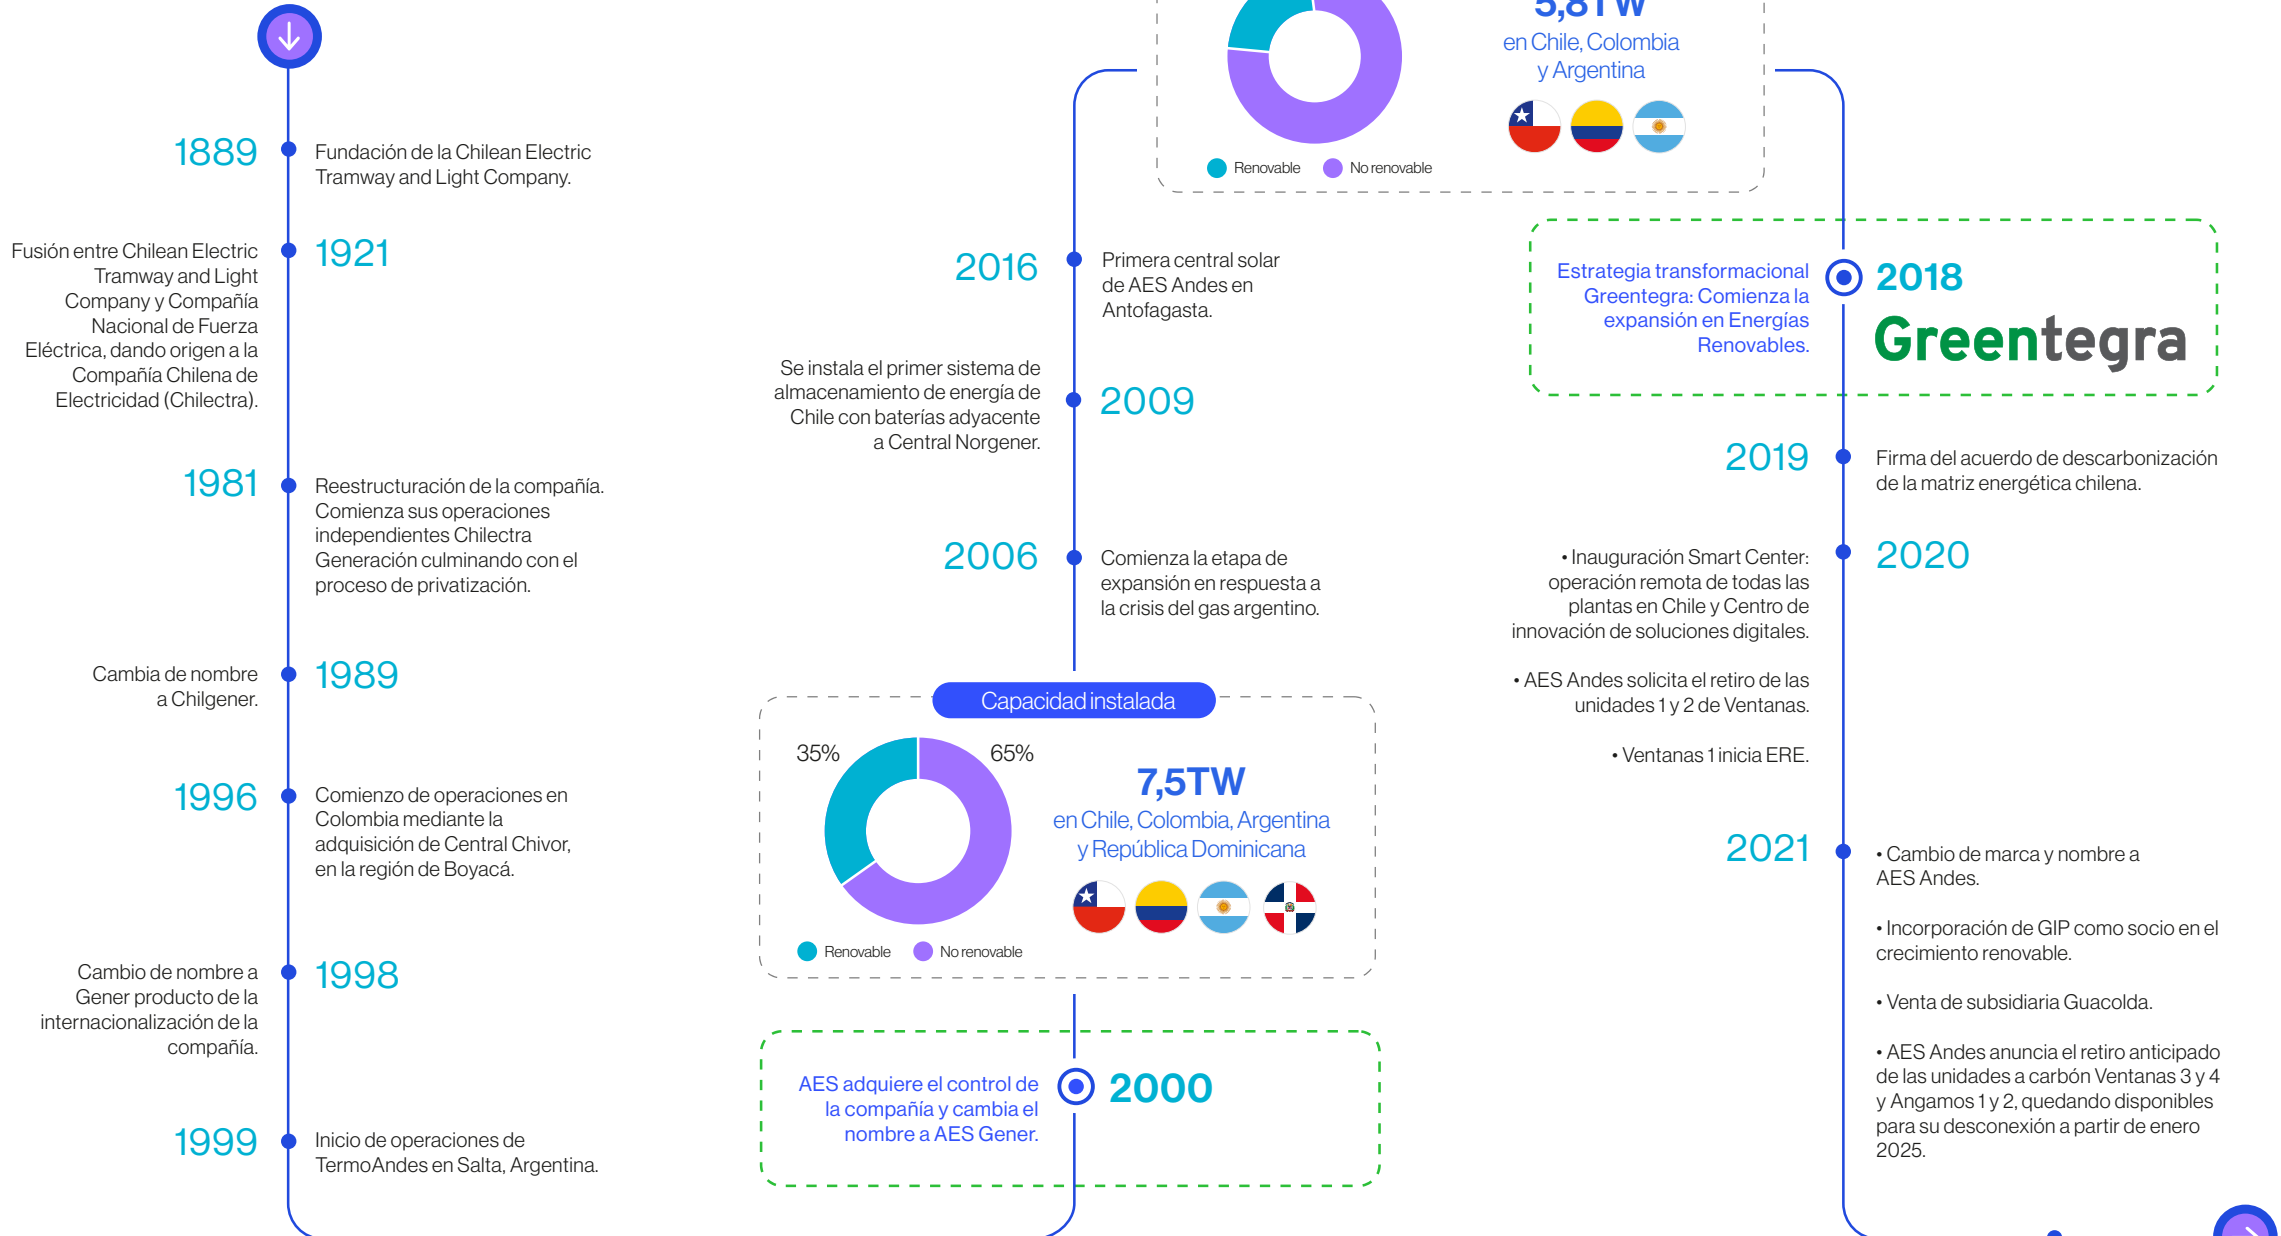 1889
Fundación de la Chilean Electric
Tramway and Light Company.
1921
Fusión entre Chilean Electric
Tramway and Light
Company y Compañía
Nacional de Fuerza
Eléctrica, dando origen a la
Compañía Chilena de
Electricidad (Chilectra).
1981
Reestructuración de la compañía.
Comienza sus operaciones
independientes Chilectra
Generación culminando con el
proceso de privatización.
1989
Cambia de nombre
a Chilgener.
1996
Comienzo de operaciones en
Colombia mediante la
adquisición de Central Chivor,
en la región de Boyacá.
1998
Cambio de nombre a
Gener producto de la
internacionalización de la
compañía.
1999
Inicio de operaciones de
TermoAndes en Salta, Argentina.
2000
AES adquiere el control de
la compañía y cambia el
nombre a AES Gener.
Capacidad instalada
35%
65%
7,5TW
en Chile, Colombia, Argentina
y República Dominicana
Renovable
No renovable
2006
Comienza la etapa de
expansión en respuesta a
la crisis del gas argentino.
2009
Se instala el primer sistema de
almacenamiento de energía de
Chile con baterías adyacente
a Central Norgener.
2016
Primera central solar
de AES Andes en
Antofagasta.
5,8TW
en Chile, Colombia
y Argentina
Renovable
No renovable
2018
Estrategia transformacional
Greentegra: Comienza la
expansión en Energías
Renovables.
Greentegra
2019
Firma del acuerdo de descarbonización
de la matriz energética chilena.
2020
• Inauguración Smart Center:
operación remota de todas las
plantas en Chile y Centro de
innovación de soluciones digitales.
• AES Andes solicita el retiro de las
unidades 1 y 2 de Ventanas.
• Ventanas 1 inicia ERE.
2021
• Cambio de marca y nombre a
AES Andes.
• Incorporación de GIP como socio en el
crecimiento renovable.
• Venta de subsidiaria Guacolda.
• AES Andes anuncia el retiro anticipado
de las unidades a carbón Ventanas 3 y 4
y Angamos 1 y 2, quedando disponibles
para su desconexión a partir de enero
2025.